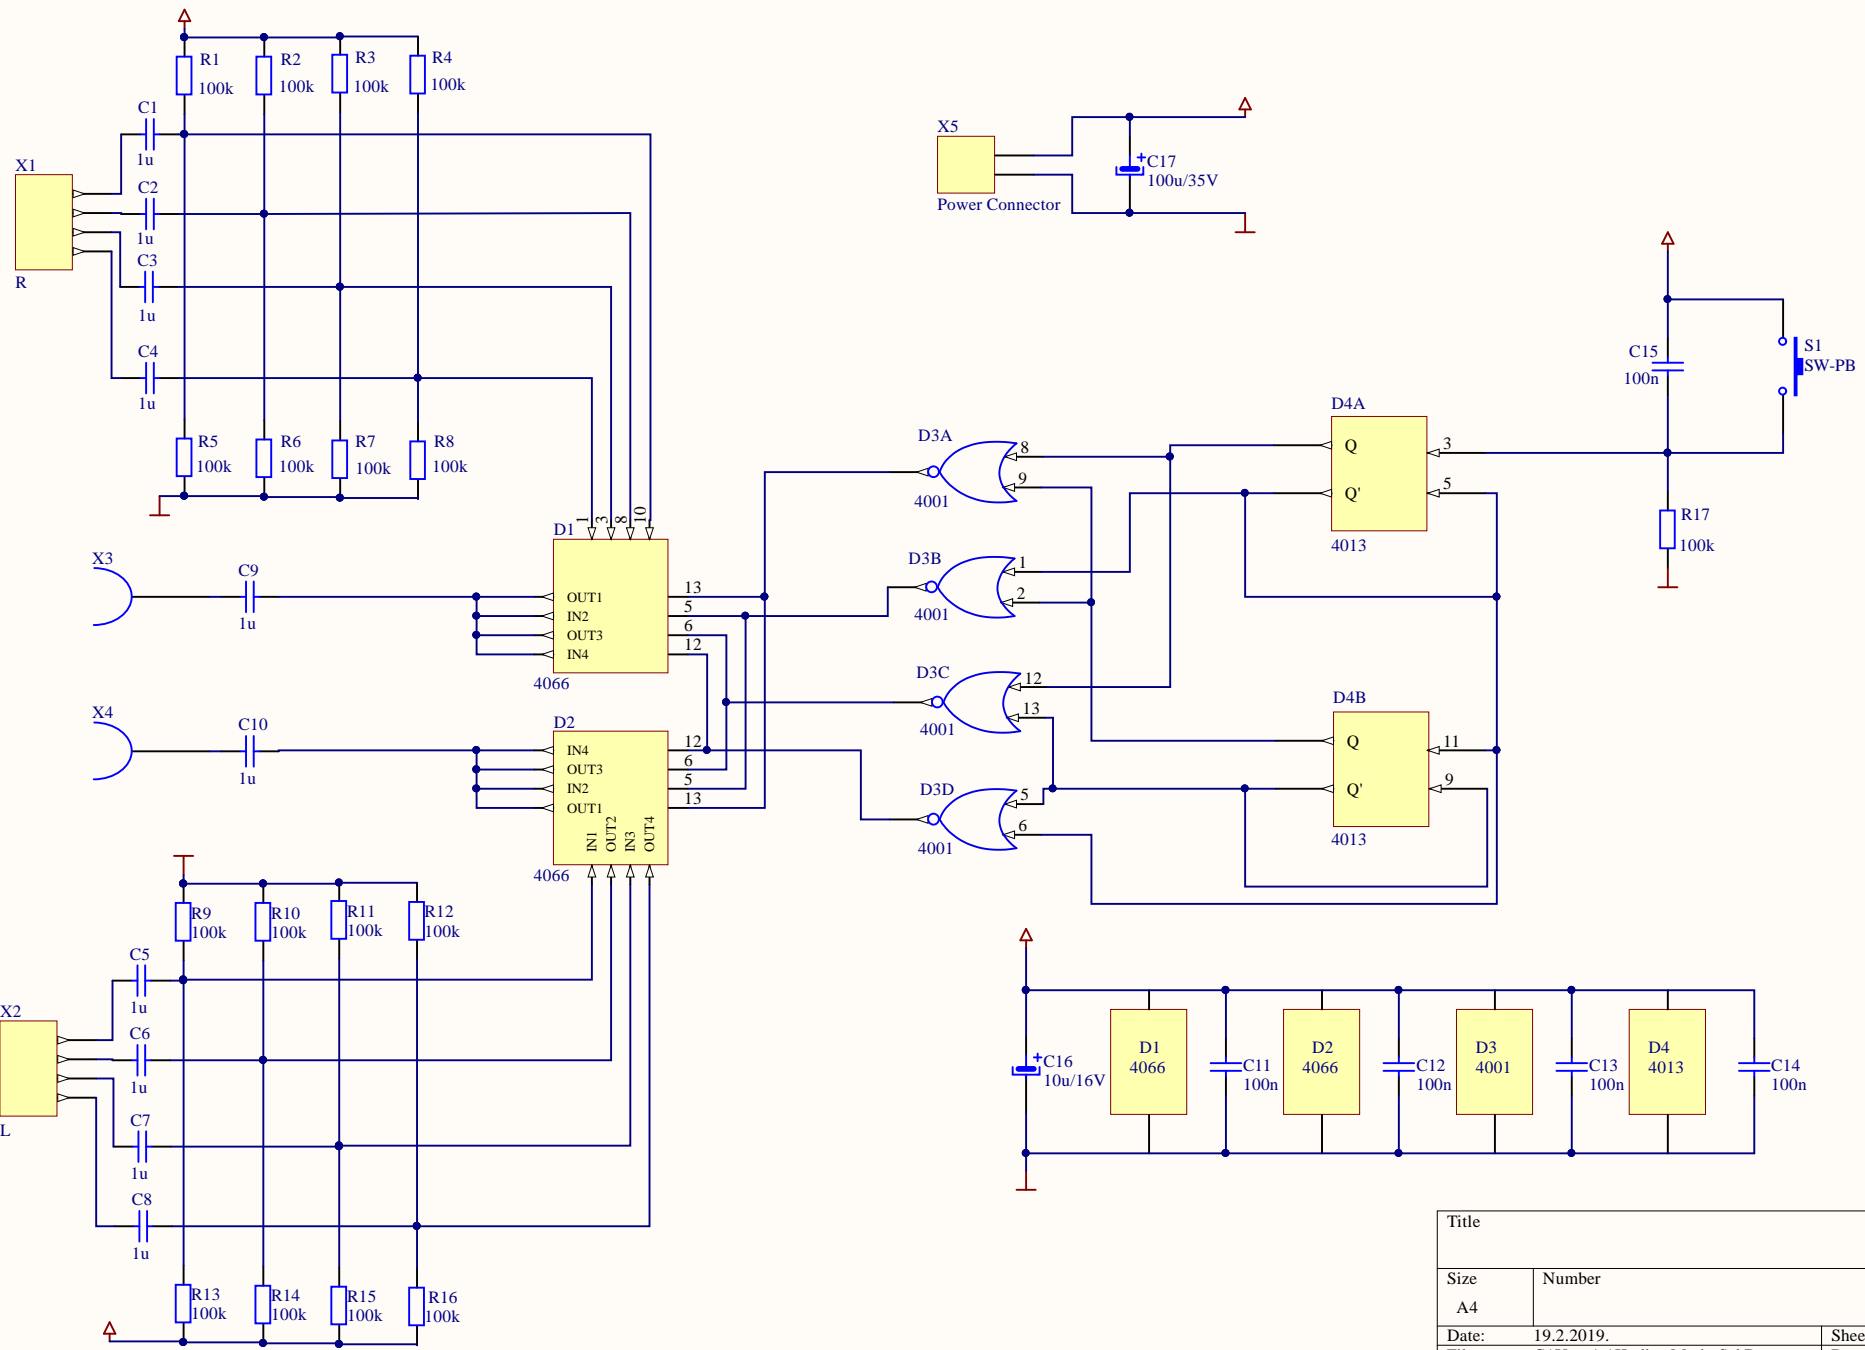 R1
100k
R2
100k
R3
100k
R4
100k
C1
1u
X1
R
C2
1u
C3
1u
C4
1u
R5
100k
R6
100k
R7
100k
R8
100k
X5
Power Connector
+
C17
100u/35V
C15
100n
S1
SW-PB
R17
100k
D4A
Q
Q'
3
5
4013
D3A
8
9
4001
D3B
1
2
4001
D3C
12
13
4001
D3D
5
6
4001
D4B
Q
Q'
11
9
4013
X3
C9
1u
D1
1
3
8
10
OUT1
IN2
OUT3
IN4
13
5
6
12
4066
X4
C10
1u
D2
IN4
OUT3
IN2
OUT1
12
6
5
13
IN1
OUT2
IN3
OUT4
4066
R9
100k
R10
100k
R11
100k
R12
100k
C5
1u
X2
L
C6
1u
C7
1u
C8
1u
R13
100k
R14
100k
R15
100k
R16
100k
+
C16
10u/16V
D1
4066
C11
100n
D2
4066
C12
100n
D3
4001
C13
100n
D4
4013
C14
100n
Title
Size
Number
A4
Date:
19.2.2019.
Shee